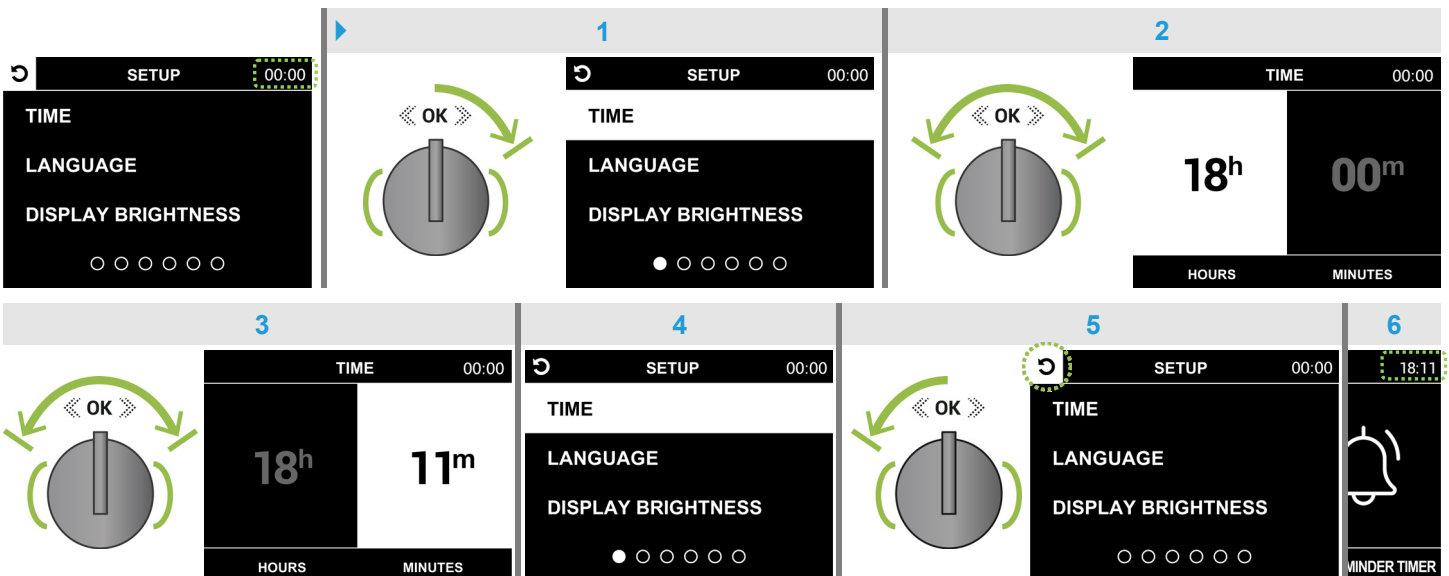 1
2
SETUP 00:00
TIME
LANGUAGE
DISPLAY BRIGHTNESS
OK
SETUP 00:00
TIME
LANGUAGE
DISPLAY BRIGHTNESS
OK
TIME 00:00
18h 00m
HOURS MINUTES
3
4
5
6
OK
TIME 00:00
18h 11m
HOURS MINUTES
SETUP 00:00
TIME
LANGUAGE
DISPLAY BRIGHTNESS
OK
SETUP 00:00
TIME
LANGUAGE
DISPLAY BRIGHTNESS
18:11
MINDER TIMER